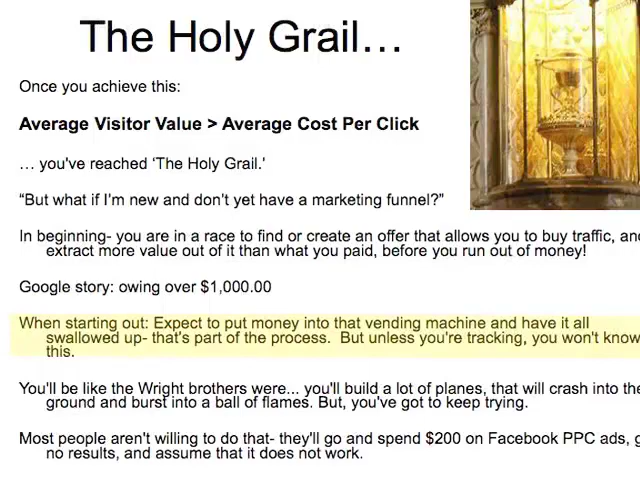 The Holy Grail…
Once you achieve this:
Average Visitor Value > Average Cost Per Click
… you've reached ‘The Holy Grail.’
“But what if I'm new and don't yet have a marketing funnel?”
In beginning- you are in a race to find or create an offer that allows you to buy traffic,
extract more value out of it than what you paid, before you run out of money!
Google story: owing over $1,000.00
When starting out: Expect to put money into that vending machine and have it all
swallowed up- that's part of the process.  But unless you're tracking, you won't know
this.
You'll be like the Wright brothers were... you'll build a lot of planes, that will crash into
ground and burst into a ball of flames. But, you've got to keep trying.
Most people aren't willing to do that- they'll go and spend $200 on Facebook PPC ads,
no results, and assume that it does not work.